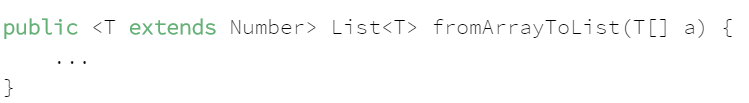 public <T extends Number> List<T> fromArrayToList(T[] a) {
    ...
}